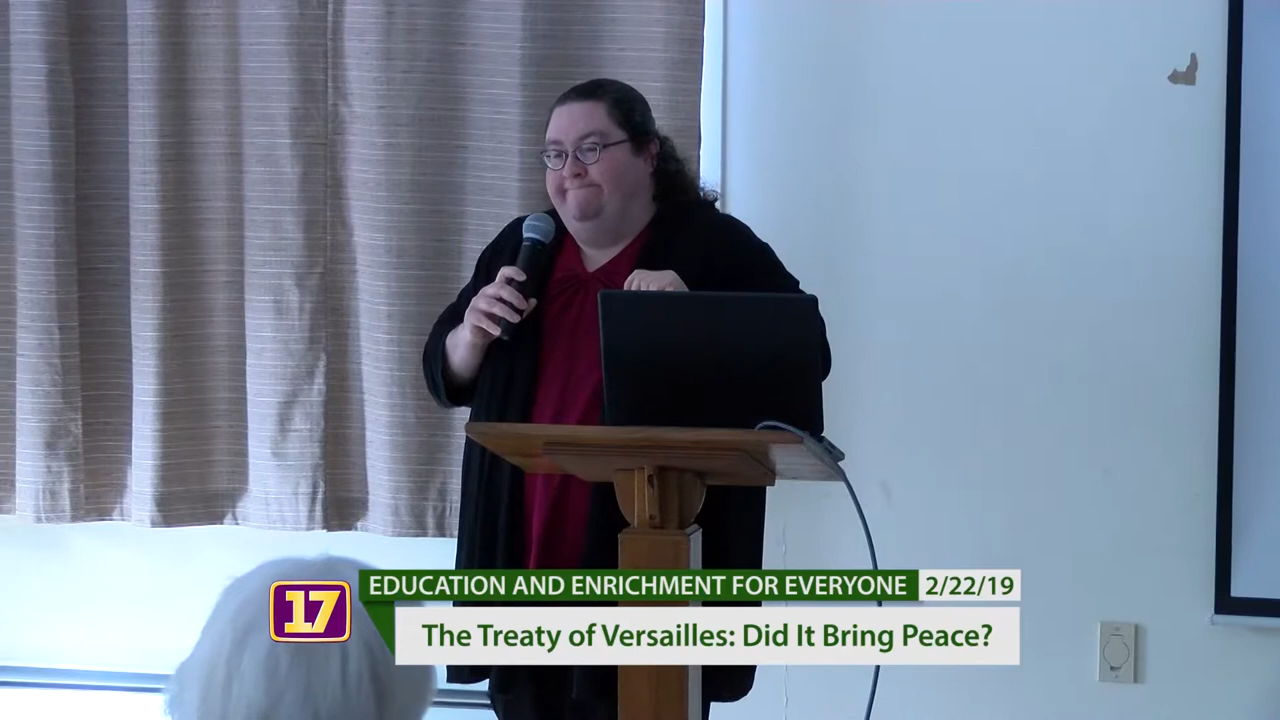 17
EDUCATION AND ENRICHMENT FOR EVERYONE 2/22/19
The Treaty of Versailles: Did It Bring Peace?